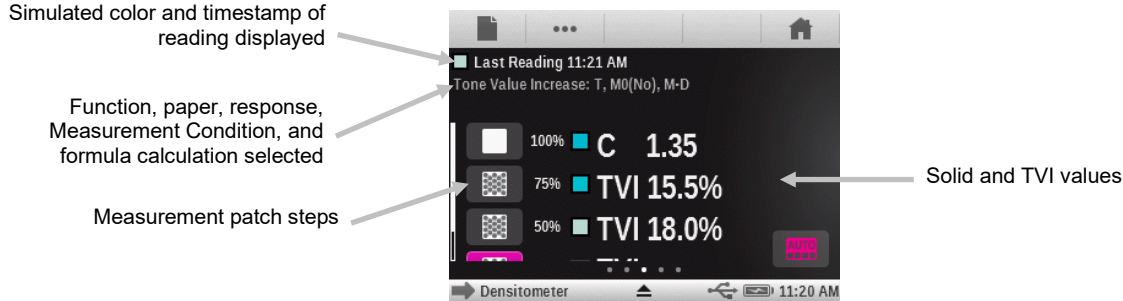 Simulated color and timestamp of
reading displayed
Function, paper, response,
Measurement Condition, and
formula calculation selected
Measurement patch steps
Last Reading 11:21 AM
Tone Value Increase: T, M0(No), M-D
100% C 1.35
75% TVI 15.5%
50% TVI 18.0%
AUTO
Densitometer 11:20 AM
Solid and TVI values